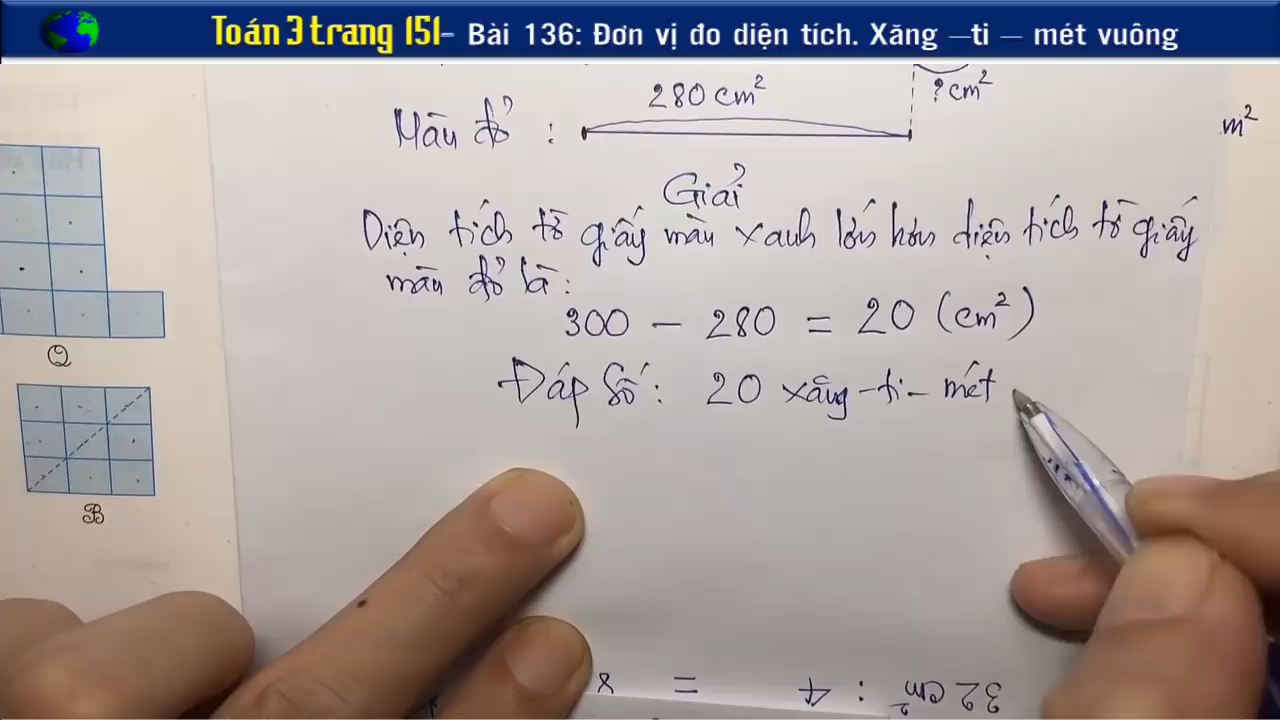 Toán 3 trang 151- Bài 136: Đơn vị đo diện tích. Xăng –ti – mét vuông
280 cm² ? cm²
Màu đỏ :
m²
Giải
Diện tích tờ giấy màu xanh lớn hơn diện tích tờ giấy
màu đỏ là:
300 - 280 = 20 (cm²)
Đáp số: 20 xăng-ti-mét
Q
B
32 cm² : 4 = 8